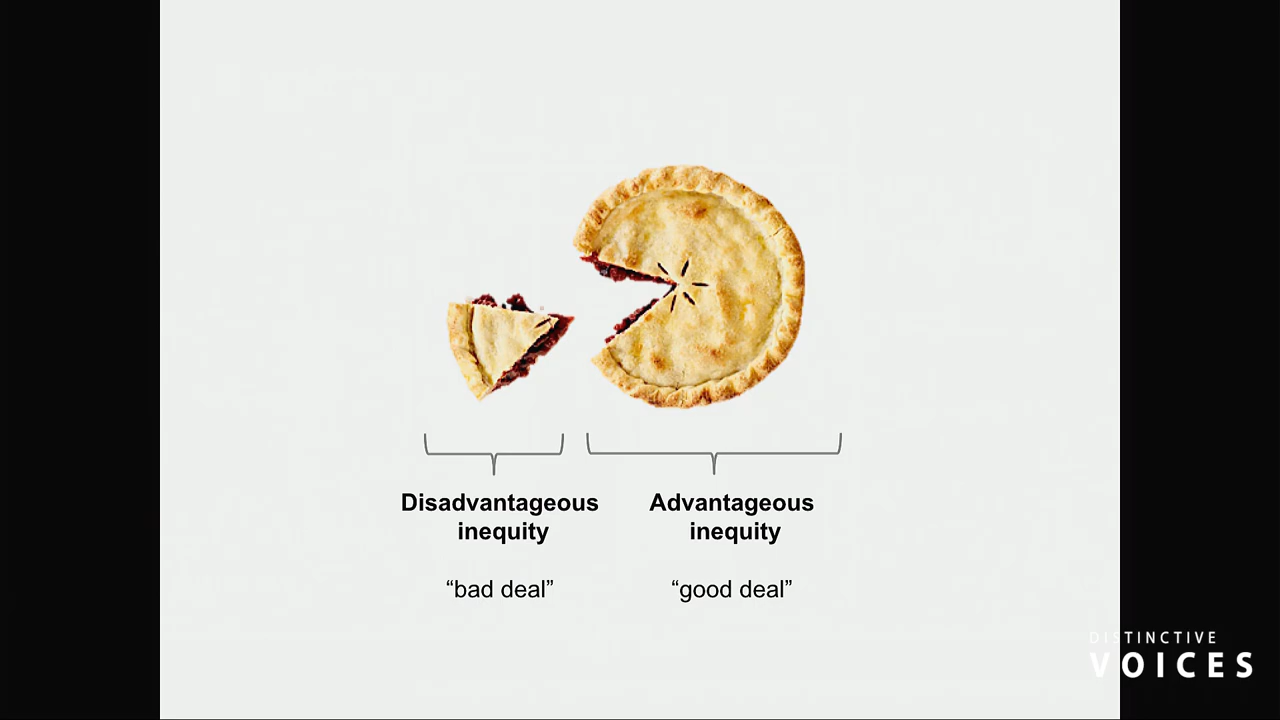 Disadvantageous
inequity
“bad deal”
Advantageous
inequity
“good deal”
DISTINCTIVE
VOICES